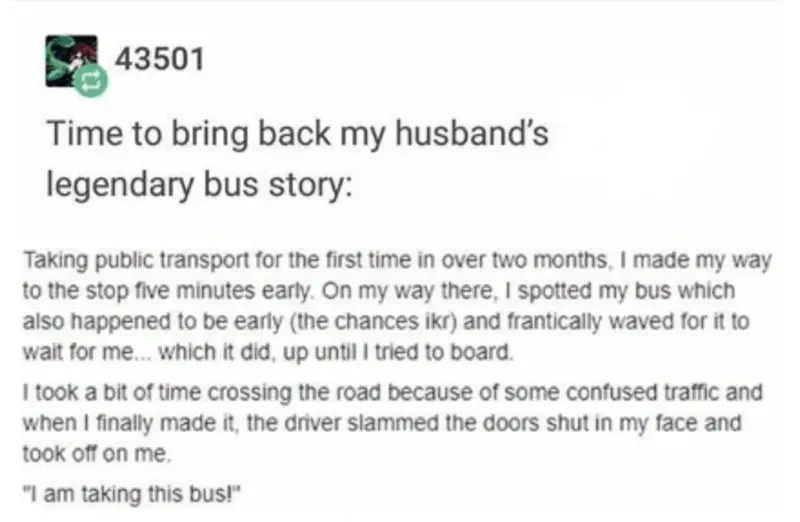 43501
Time to bring back my husband's
legendary bus story:
Taking public transport for the first time in over two months, I made my way
to the stop five minutes early. On my way there, I spotted my bus which
also happened to be early (the chances ikr) and frantically waved for it to
wait for me... which it did, up until I tried to board.
I took a bit of time crossing the road because of some confused traffic and
when I finally made it, the driver slammed the doors shut in my face and
took off on me.
"I am taking this bus!"